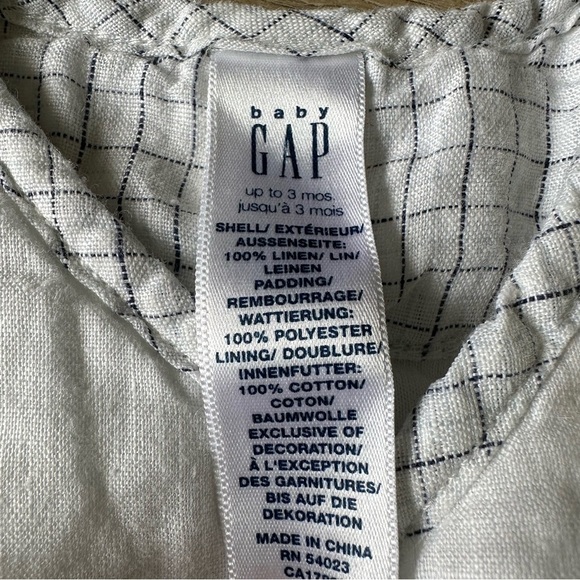 baby
GAP
up to 3 mos.
jusqu'à 3 mois
SHELL/ EXTÉRIEUR/
AUSSENSEITE:
100% LINEN/ LIN/
LEINEN
PADDING/
REMBOURRAGE/
WATTIERUNG:
100% POLYESTER
LINING/ DOUBLURE/
INNENFUTTER:
100% COTTON/
COTON/
BAUMWOLLE
EXCLUSIVE OF
DECORATION/
À L'EXCEPTION
DES GARNITURES/
BIS AUF DIE
DEKORATION
MADE IN CHINA
RN 54023